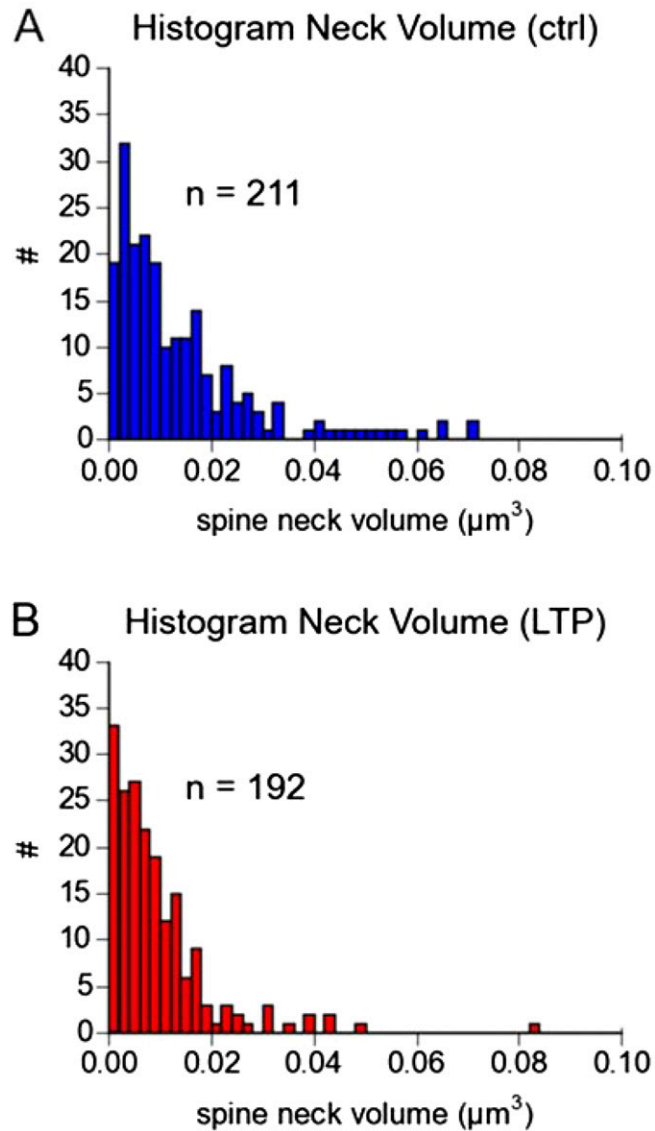 A Histogram Neck Volume (ctrl)
40
35
30
25
20
15
10
5
0
#
n = 211
0.00 0.02 0.04 0.06 0.08 0.10
spine neck volume (µm³)
B Histogram Neck Volume (LTP)
40
35
30
25
20
15
10
5
0
#
n = 192
0.00 0.02 0.04 0.06 0.08 0.10
spine neck volume (µm³)